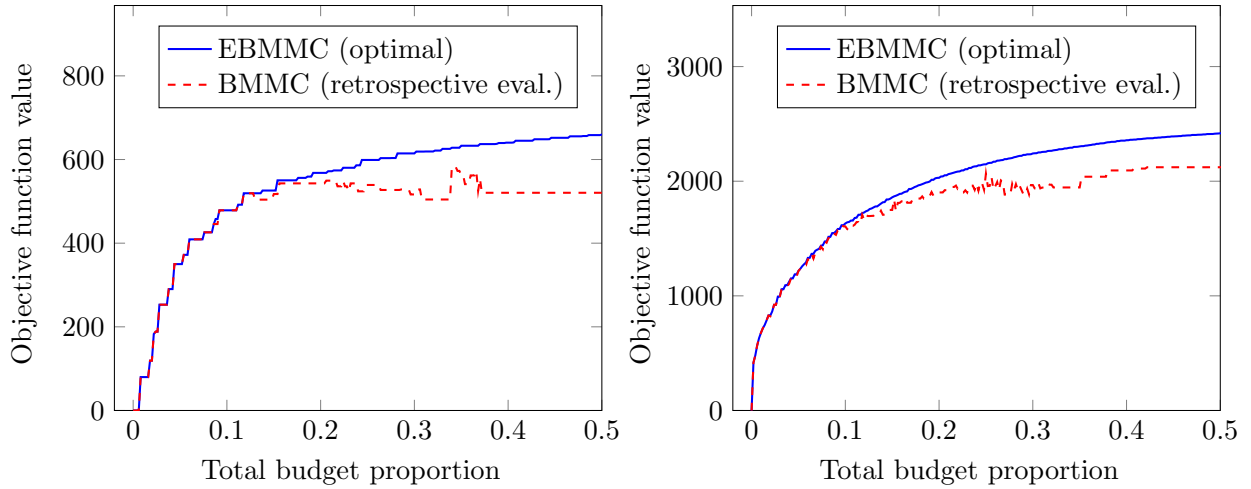 EBMMC (optimal)
BMMC (retrospective eval.)
Objective function value
800
600
400
200
0
0 0.1 0.2 0.3 0.4 0.5
Total budget proportion
EBMMC (optimal)
BMMC (retrospective eval.)
Objective function value
3000
2000
1000
0
0 0.1 0.2 0.3 0.4 0.5
Total budget proportion